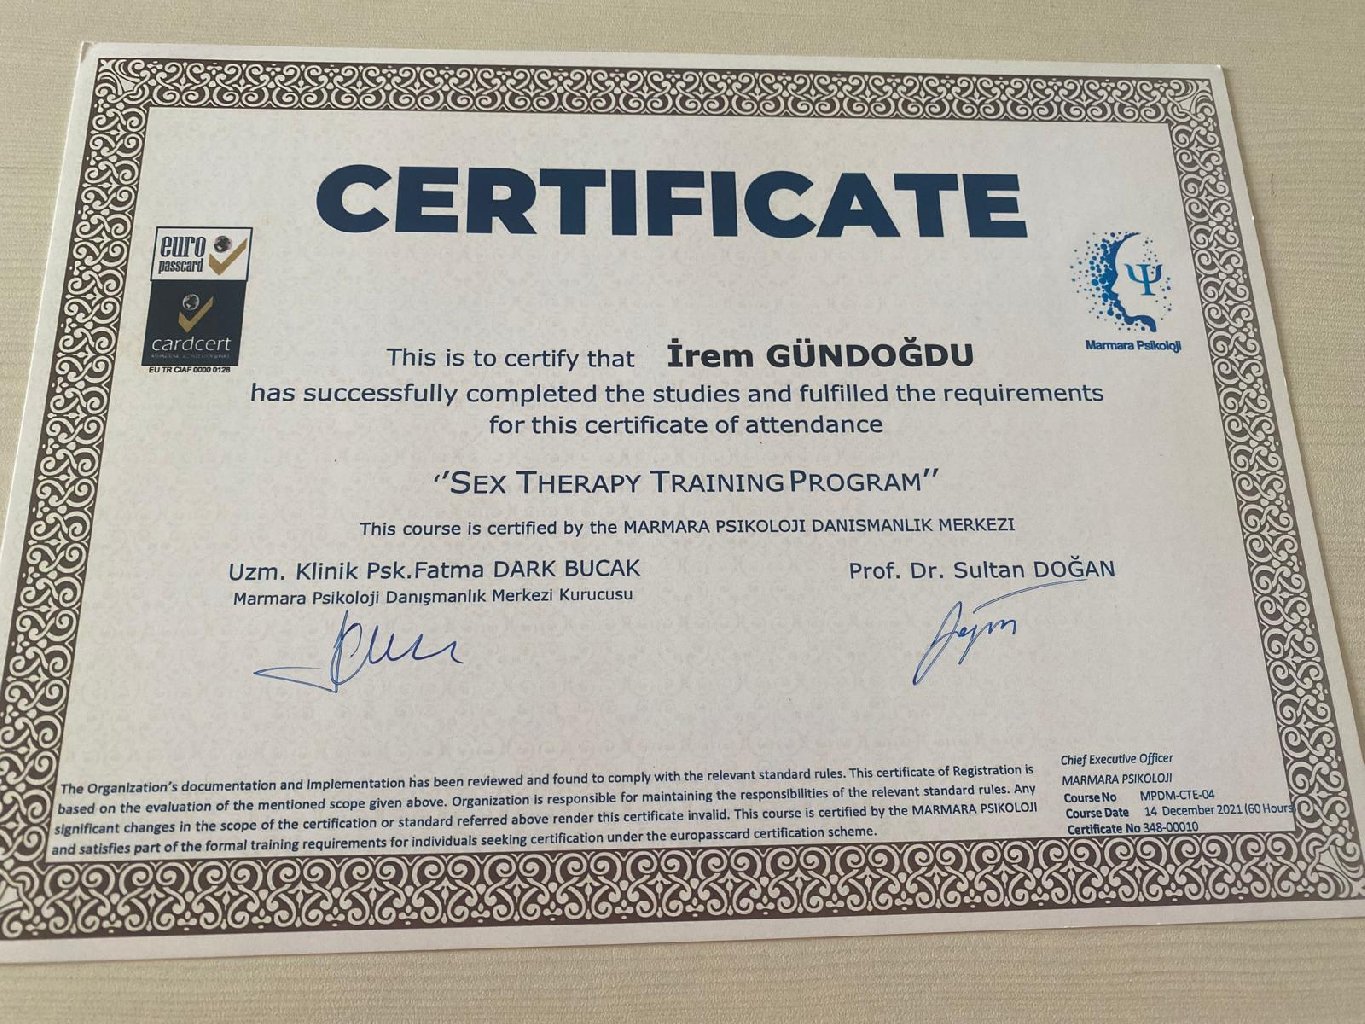 CERTIFICATE
euro
passcard
cardcert
EU TR CIAF 0000 0128
Marmara Psikoloji
This is to certify that İrem GÜNDOĞDU
has successfully completed the studies and fulfilled the requirements
for this certificate of attendance
‘‘SEX THERAPY TRAINING PROGRAM’’
This course is certified by the MARMARA PSIKOLOJI DANISMANLIK MERKEZI
Uzm. Klinik Psk.Fatma DARK BUCAK
Marmara Psikoloji Danışmanlık Merkezi Kurucusu
Prof. Dr. Sultan DOĞAN
The Organization's documentation and Implementation has been reviewed and found to comply with the relevant standard rules. This certificate of Registration is
based on the evaluation of the mentioned scope given above. Organization is responsible for maintaining the responsibilities of the relevant standard rules. Any
significant changes in the scope of the certification or standard referred above render this certificate invalid. This course is certified by the MARMARA PSIKOLOJI
and satisfies part of the formal training requirements for individuals seeking certification under the europasscard certification scheme.
Chief Executive Officer
MARMARA PSIKOLOJI
Course No MPDM-CTE-04
Course Date 14 December 2021 (60 Hours)
Certificate No 348-00010